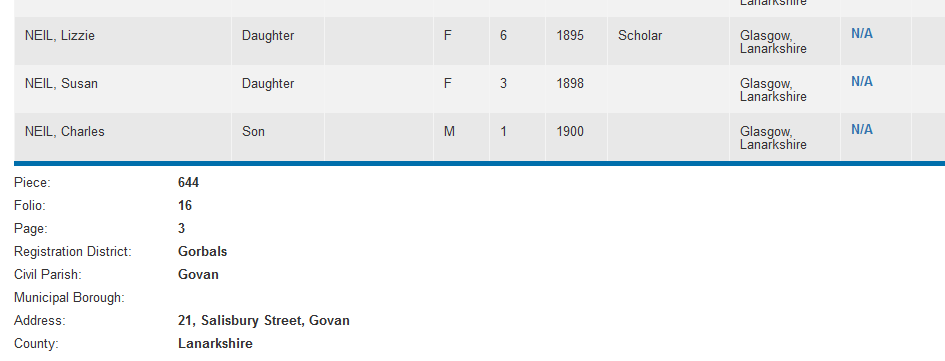 Lanarkshire
NEIL, Lizzie Daughter F 6 1895 Scholar Glasgow, N/A
Lanarkshire
NEIL, Susan Daughter F 3 1898 Glasgow, N/A
Lanarkshire
NEIL, Charles Son M 1 1900 Glasgow, N/A
Lanarkshire
Piece: 644
Folio: 16
Page: 3
Registration District: Gorbals
Civil Parish: Govan
Municipal Borough:
Address: 21, Salisbury Street, Govan
County: Lanarkshire